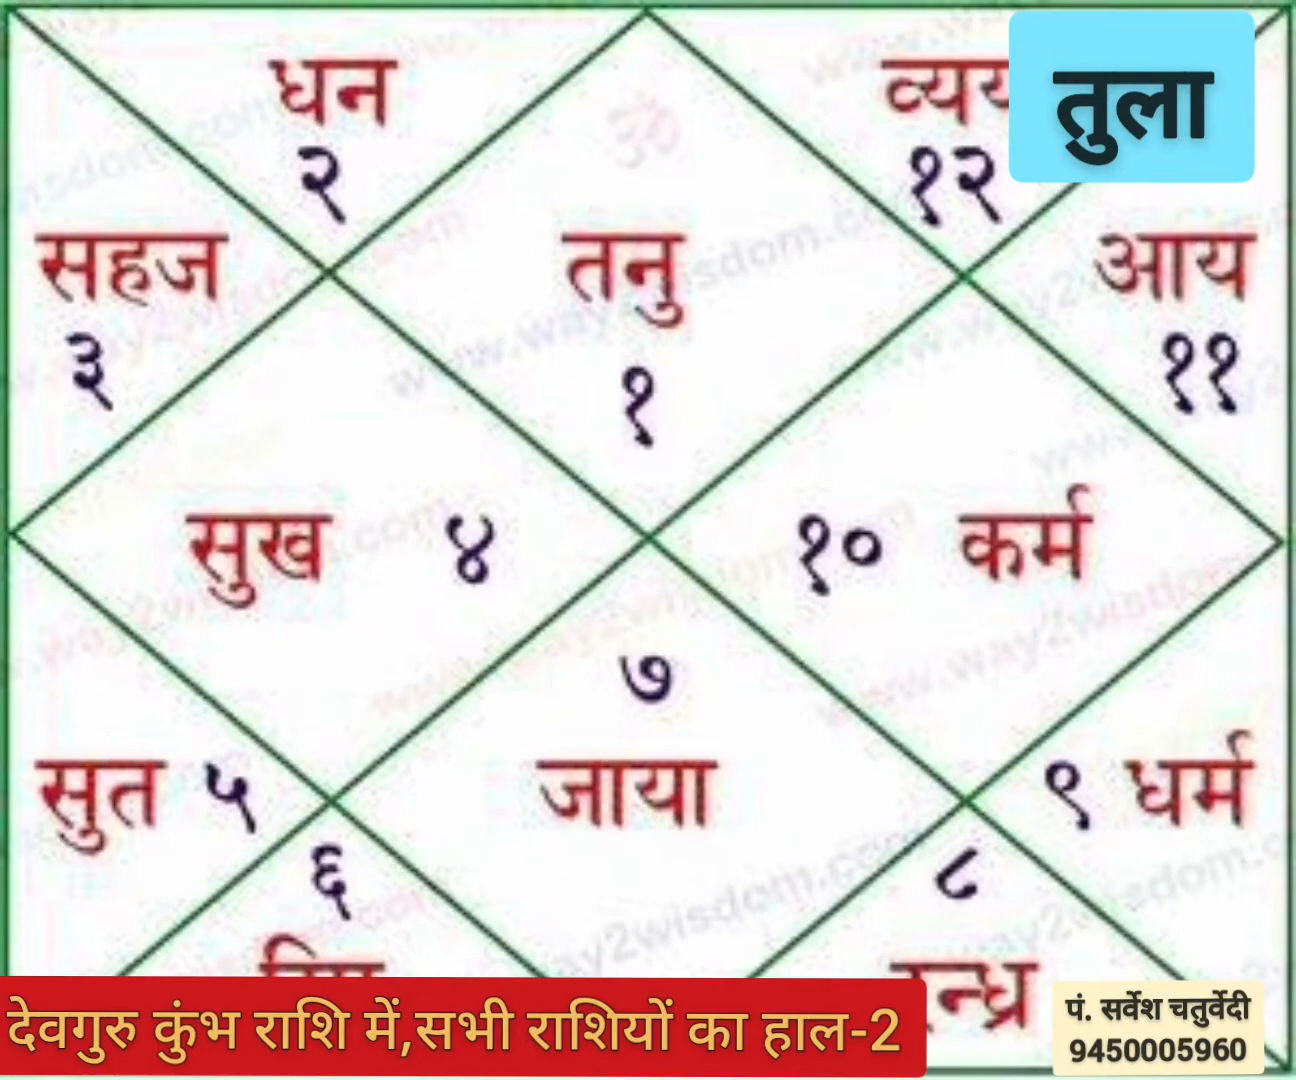 धन
२
व्यय
१२
तुला
सहज
३
तनु
१
आय
११
सुख ४
१० कर्म
७
जाया
सुत ५
९ धर्म
६
८
देवगुरु कुंभ राशि में,सभी राशियों का हाल-2
पं. सर्वेश चतुर्वेदी
9450005960